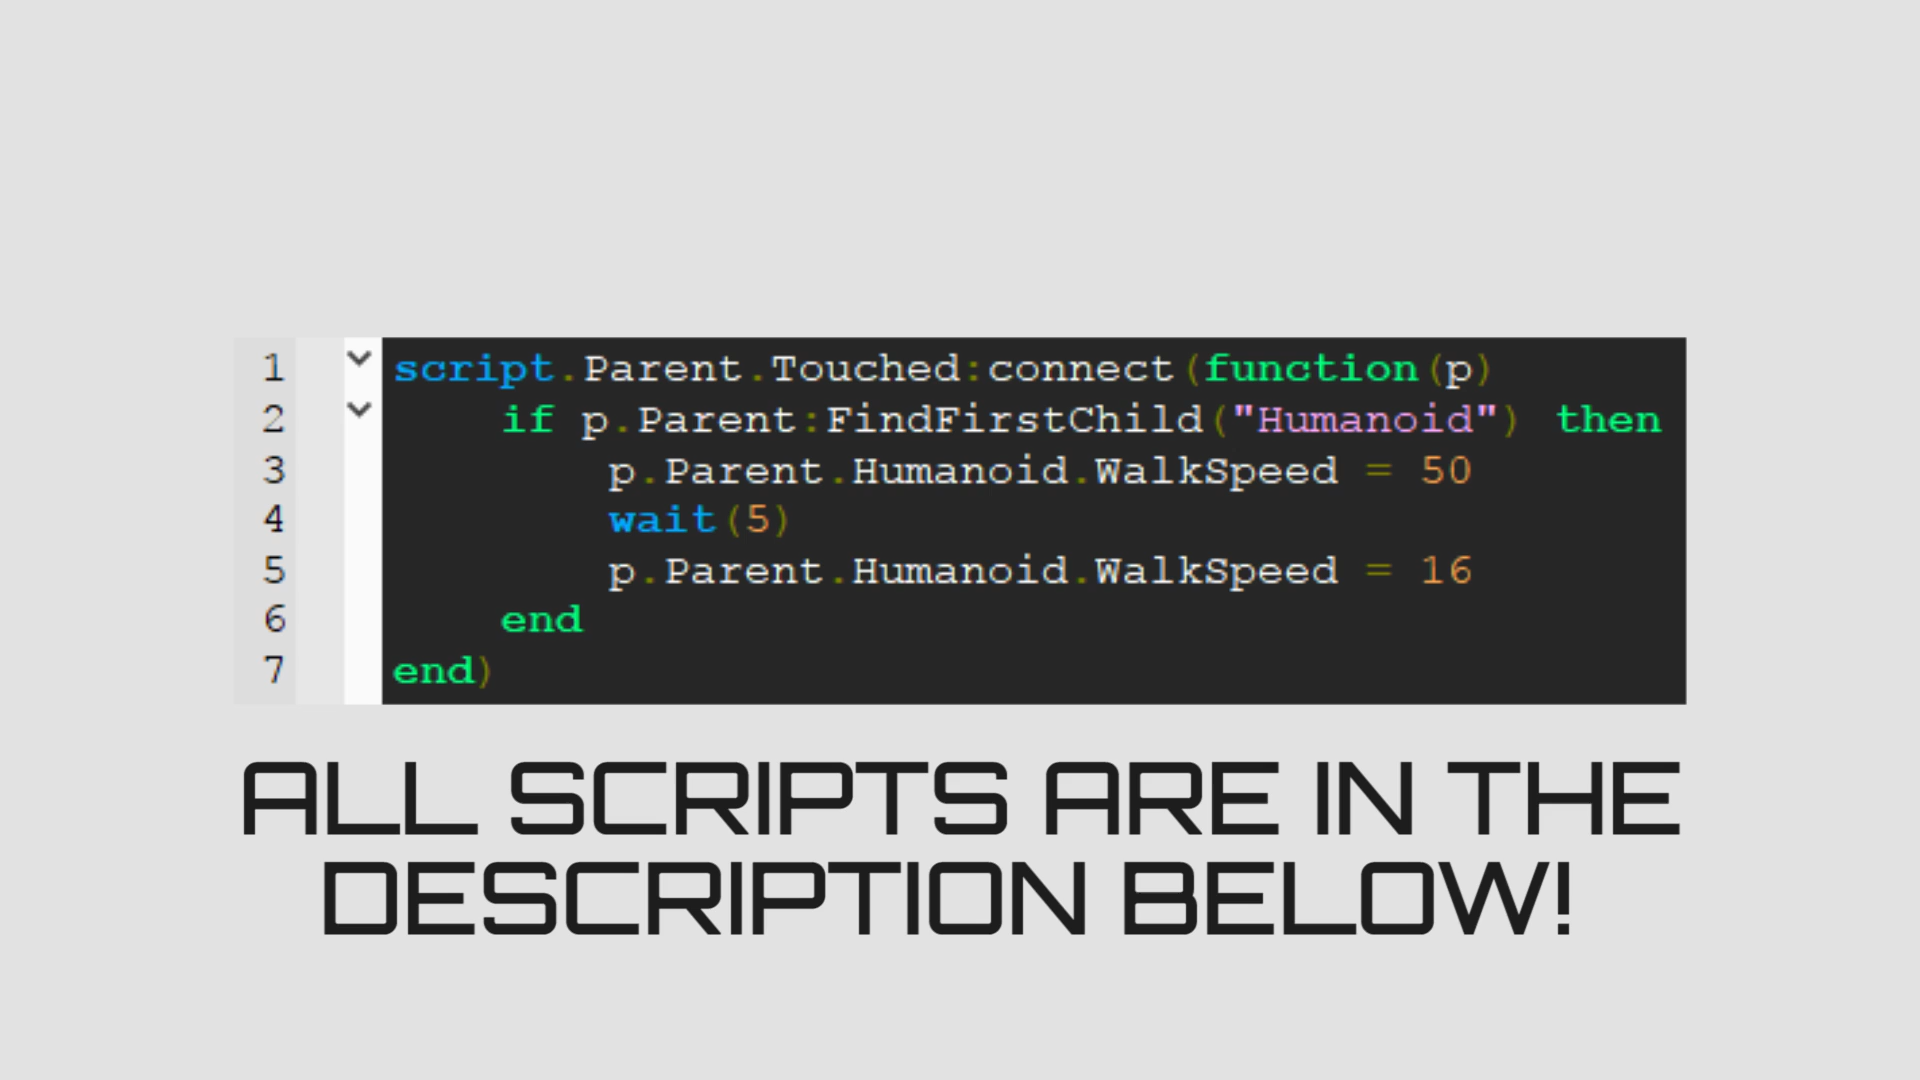 1 script.Parent.Touched:connect(function(p)
2     if p.Parent:FindFirstChild("Humanoid") then
3         p.Parent.Humanoid.WalkSpeed = 50
4         wait(5)
5         p.Parent.Humanoid.WalkSpeed = 16
6     end
7 end)
ALL SCRIPTS ARE IN THE
DESCRIPTION BELOW!